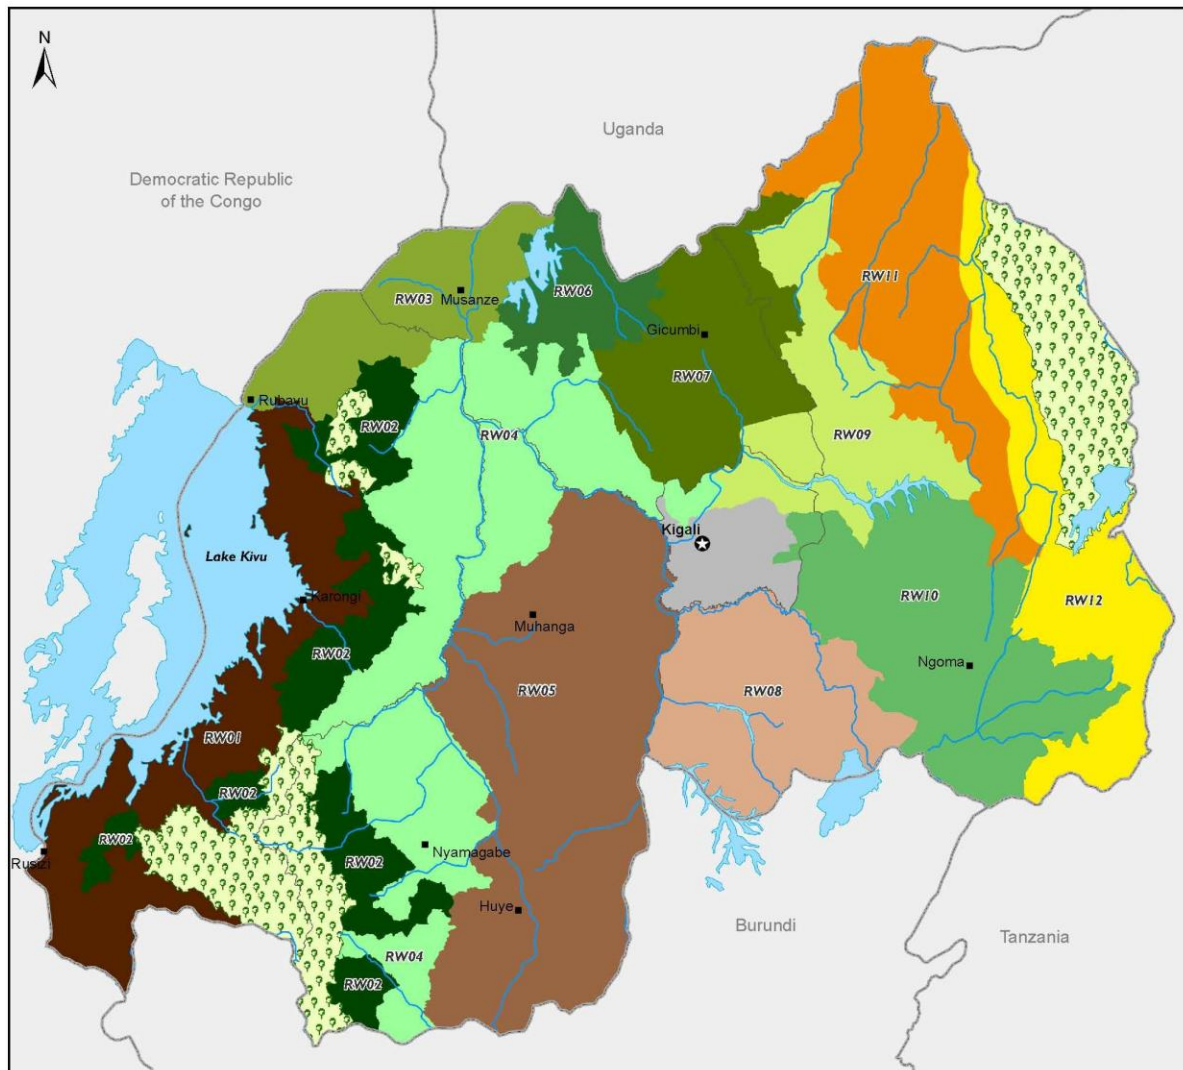 N
Uganda
Democratic Republic
of the Congo
RW11
RW03
Musanze
RW06
Gicumbi
RW07
Rubavu
RW02
RW04
RW09
Kigali
Lake Kivu
Karongi
RW10
RW12
Muhanga
RW02
Ngoma
RW05
RW08
RW01
RW02
RW02
Rusizi
Nyamagabe
RW02
Huye
Burundi
Tanzania
RW04
RW02